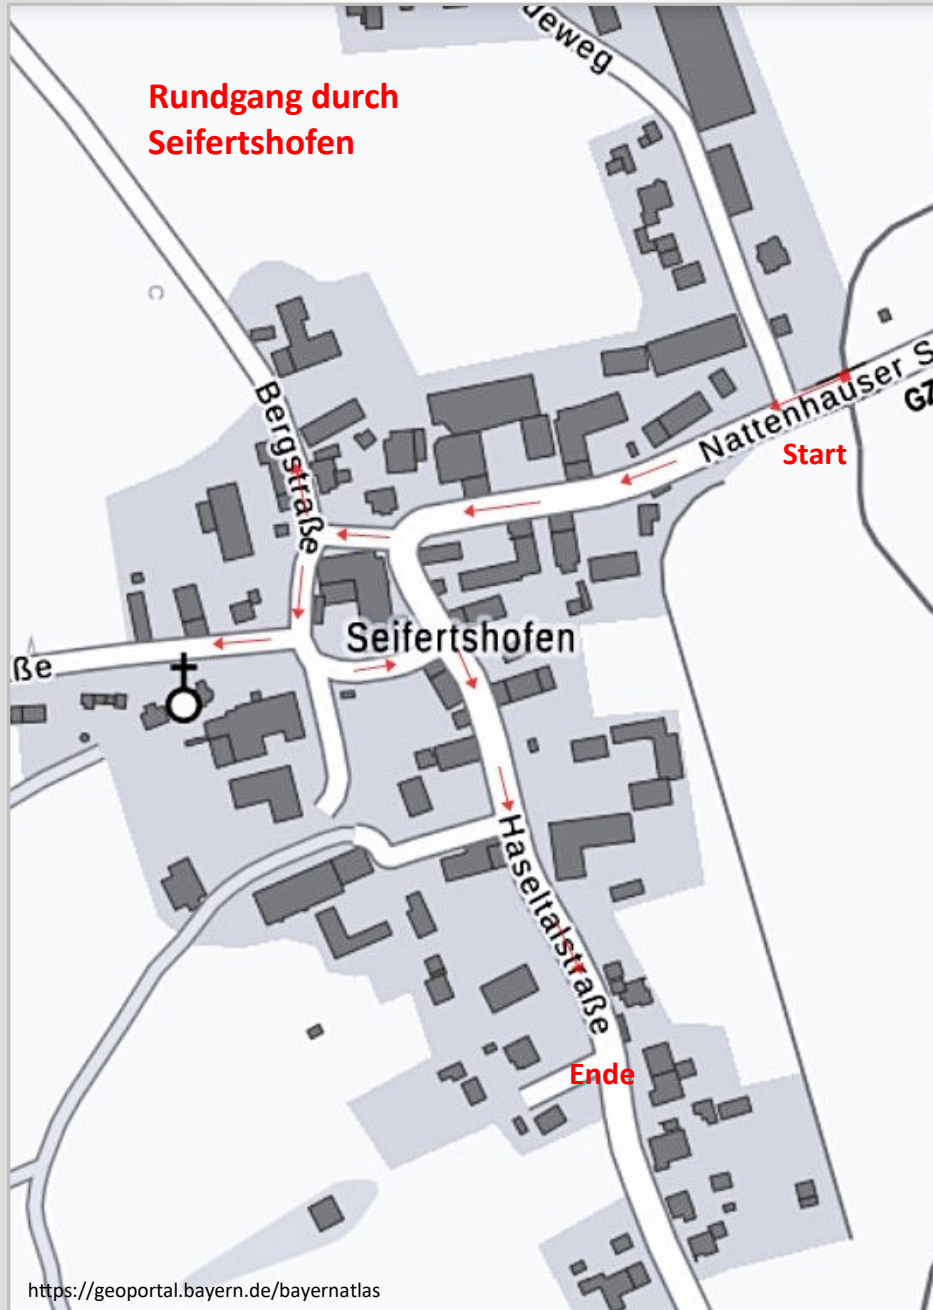 deweg
Rundgang durch
Seifertshofen
Nattenhauser S
GZ
Start
Bergstraße
Seifertshofen
ße
Haseltalstraße
Ende
https://geoportal.bayern.de/bayernatlas